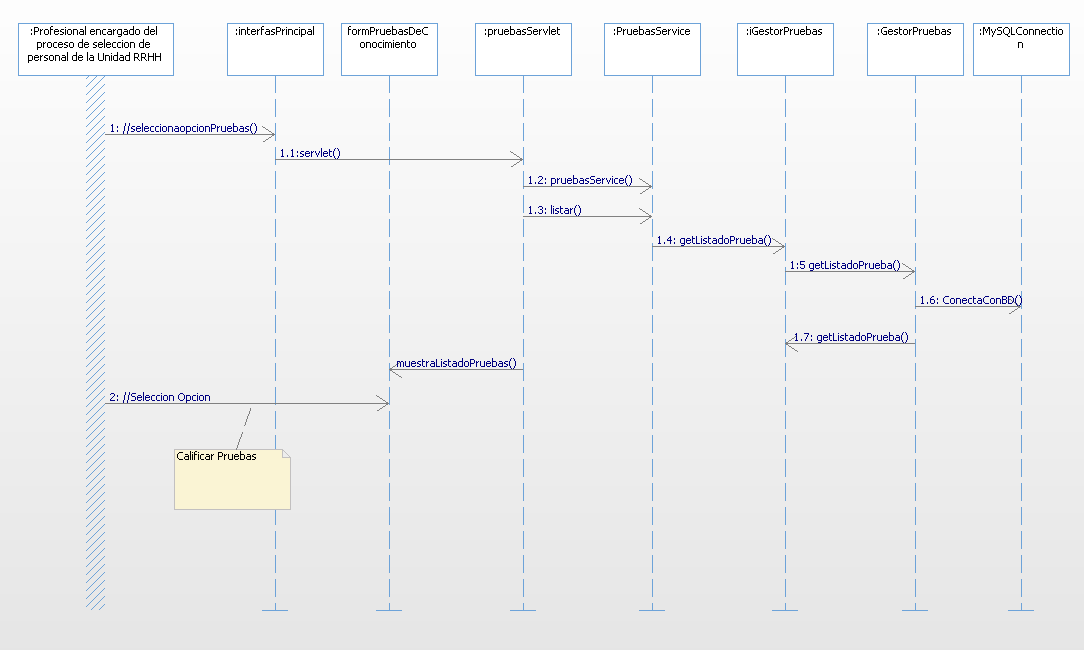 :Profesional encargado del
proceso de seleccion de
personal de la Unidad RRHH
:interfasPrincipal
formPruebasDeC
onocimiento
:pruebasServlet
:PruebasService
:iGestorPruebas
:GestorPruebas
:MySQLConnectio
n
1: //seleccionaopcionPruebas()
1.1:servlet()
1.2: pruebasService()
1.3: listar()
1.4: getListadoPrueba()
1:5 getListadoPrueba()
1.6: ConectaConBD()
1.7: getListadoPrueba()
muestraListadoPruebas()
2: //Seleccion Opcion
Calificar Pruebas